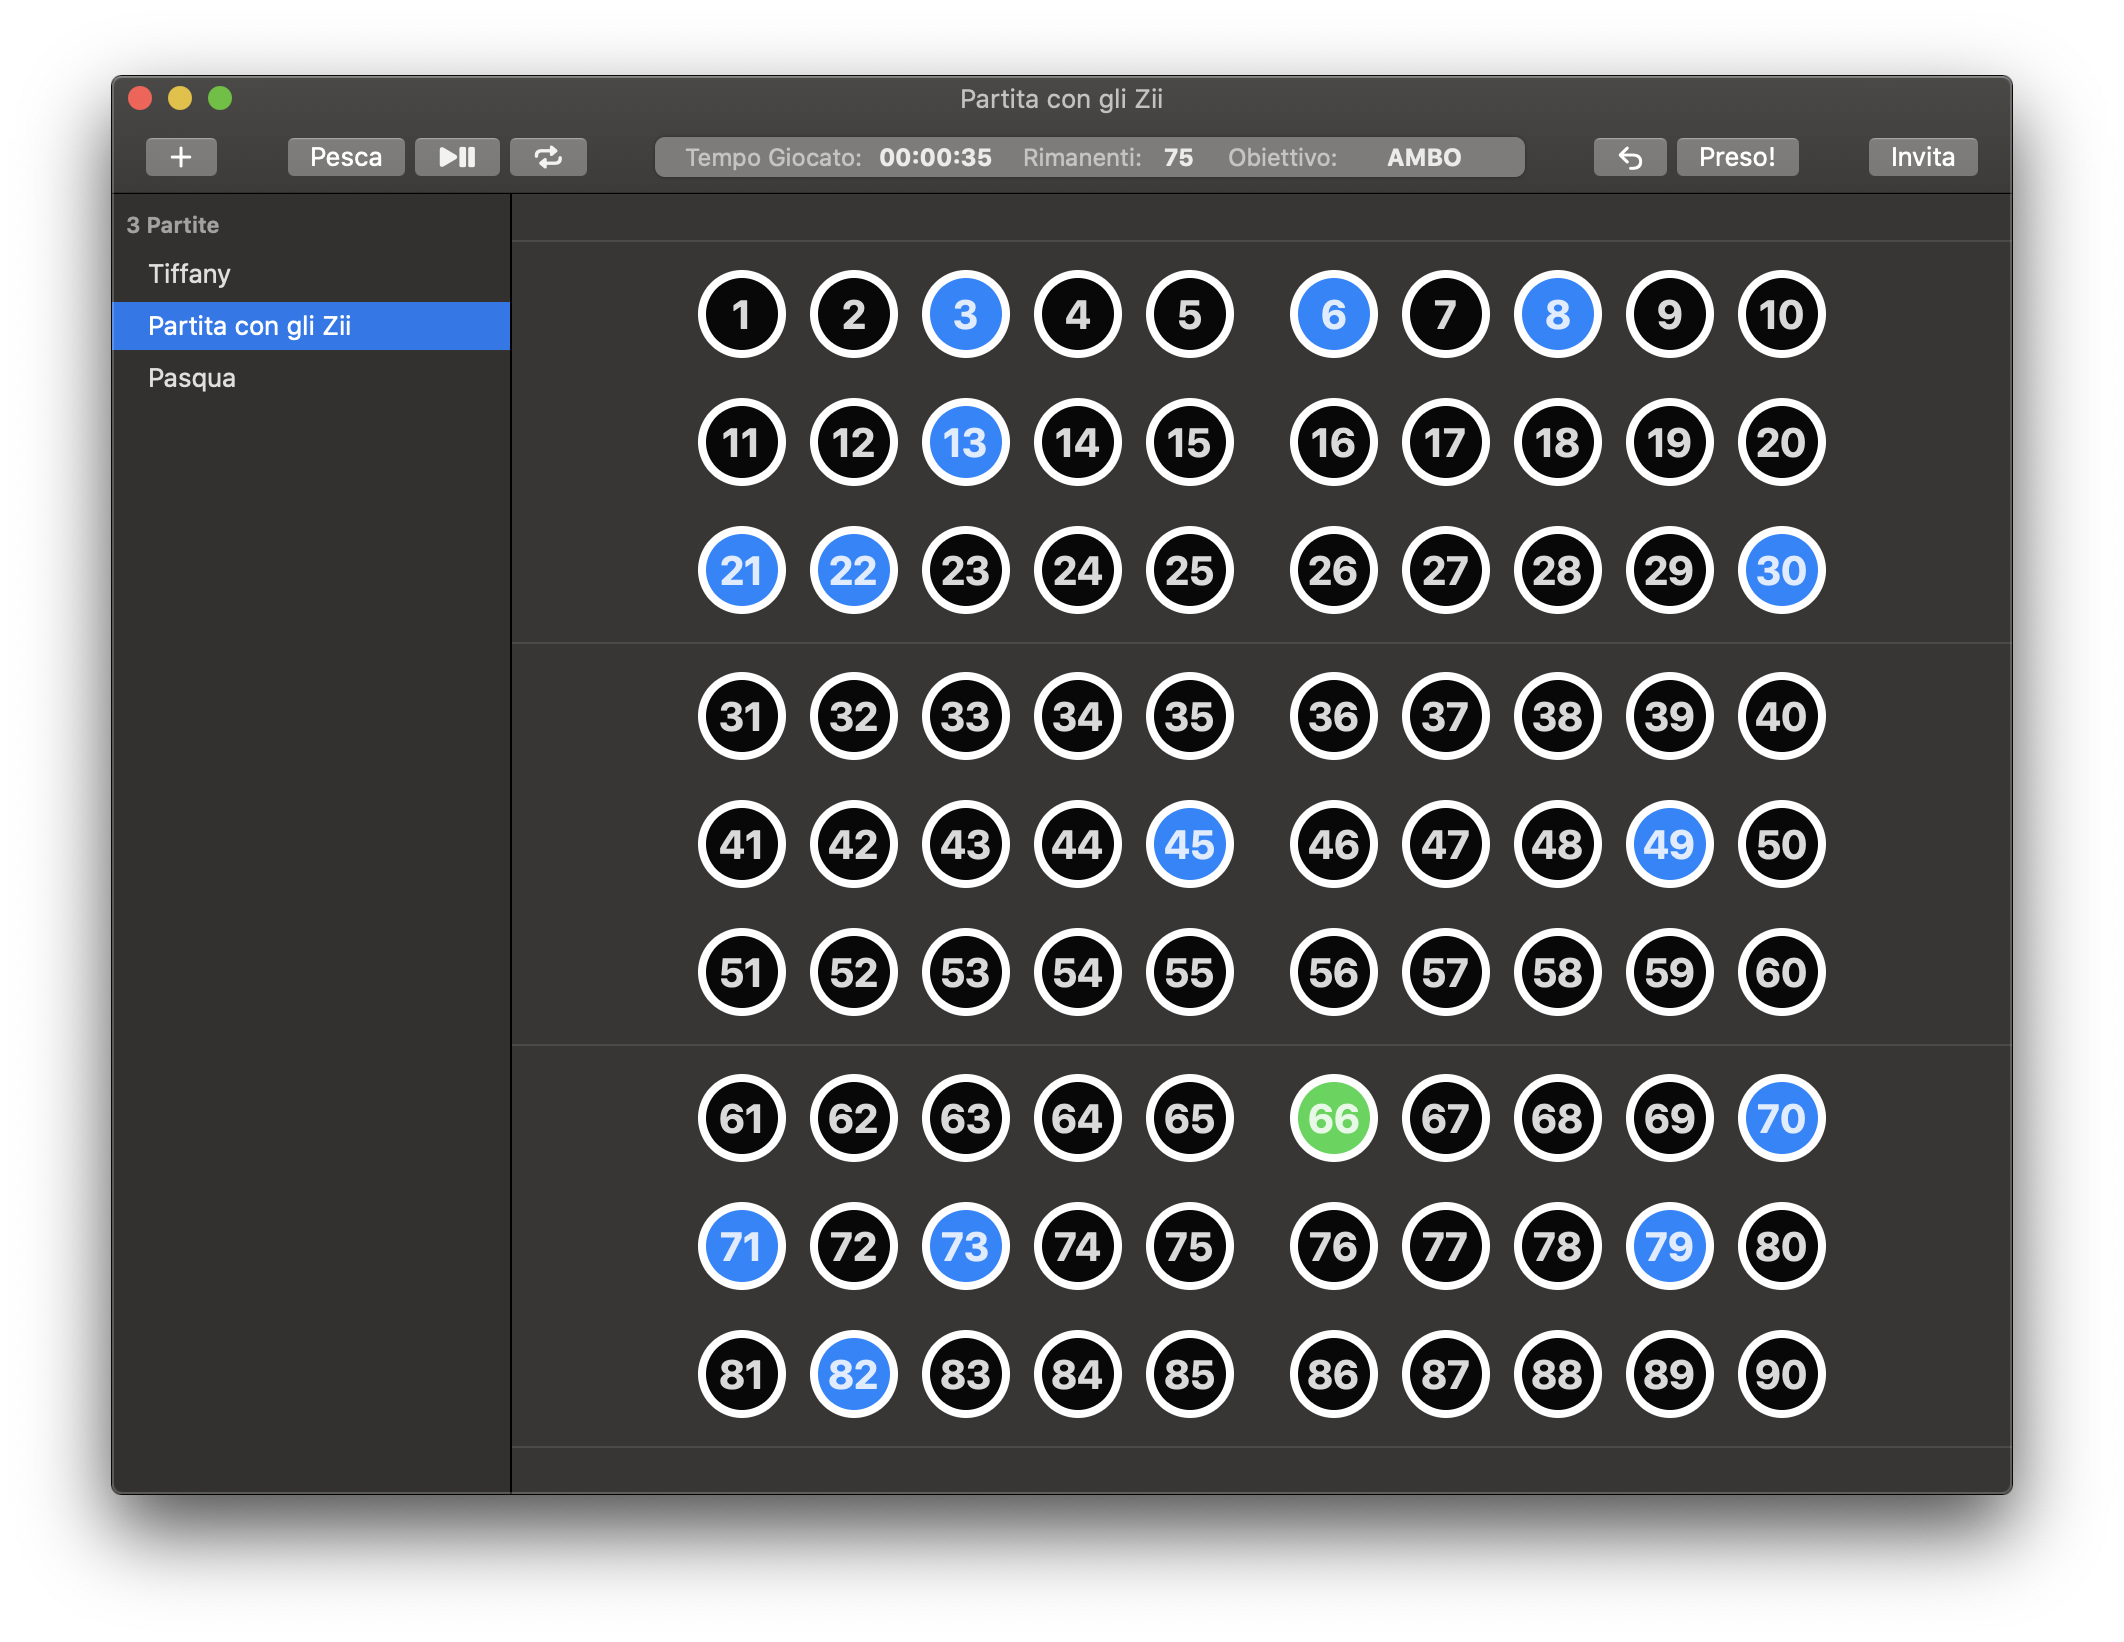 Partita con gli Zii
Pesca
Tempo Giocato: 00:00:35 Rimanenti: 75 Obiettivo: AMBO
Preso!
Invita
3 Partite
Tiffany
Partita con gli Zii
Pasqua
1 2 3 4 5 6 7 8 9 10
11 12 13 14 15 16 17 18 19 20
21 22 23 24 25 26 27 28 29 30
31 32 33 34 35 36 37 38 39 40
41 42 43 44 45 46 47 48 49 50
51 52 53 54 55 56 57 58 59 60
61 62 63 64 65 66 67 68 69 70
71 72 73 74 75 76 77 78 79 80
81 82 83 84 85 86 87 88 89 90